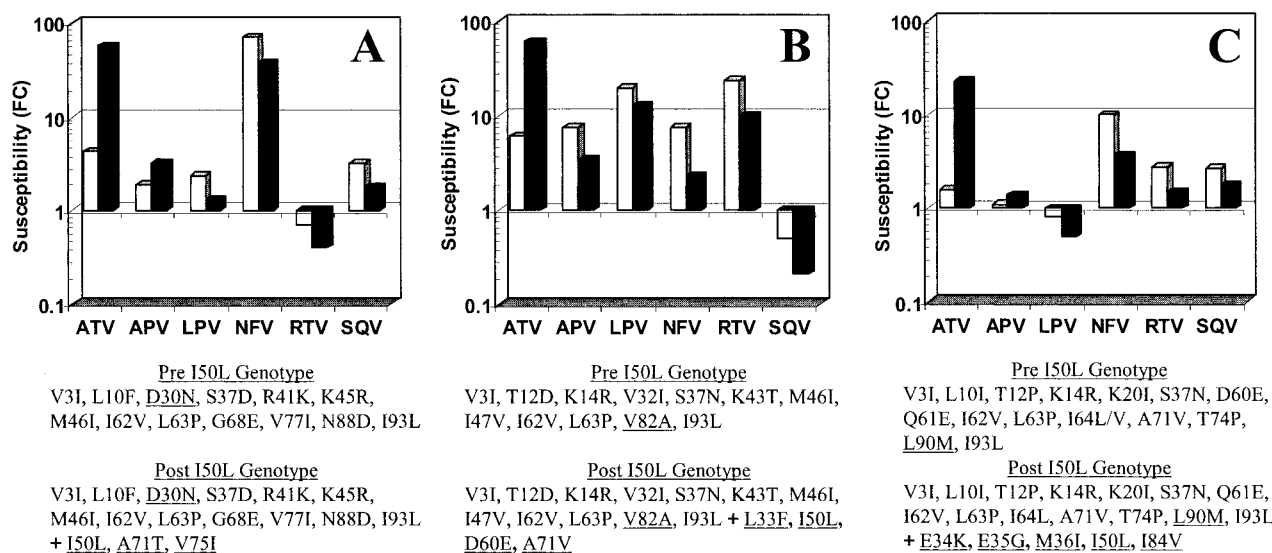 A
Susceptibility (FC)
100
10
1
0.1
ATV APV LPV NFV RTV SQV
Pre I50L Genotype
V3I, L10F, D30N, S37D, R41K, K45R,
M46I, I62V, L63P, G68E, V77I, N88D, I93L
Post I50L Genotype
V3I, L10F, D30N, S37D, R41K, K45R,
M46I, I62V, L63P, G68E, V77I, N88D, I93L
+ I50L, A71T, V75I
B
Susceptibility (FC)
100
10
1
0.1
ATV APV LPV NFV RTV SQV
Pre I50L Genotype
V3I, T12D, K14R, V32I, S37N, K43T, M46I,
I47V, I62V, L63P, V82A, I93L
Post I50L Genotype
V3I, T12D, K14R, V32I, S37N, K43T, M46I,
I47V, I62V, L63P, V82A, I93L + L33F, I50L,
D60E, A71V
C
Susceptibility (FC)
100
10
1
0.1
ATV APV LPV NFV RTV SQV
Pre I50L Genotype
V3I, L10I, T12P, K14R, K20I, S37N, D60E,
Q61E, I62V, L63P, I64L/V, A71V, T74P,
L90M, I93L
Post I50L Genotype
V3I, L10I, T12P, K14R, K20I, S37N, Q61E,
I62V, L63P, I64L, A71V, T74P, L90M, I93L
+ E34K, E35G, M36I, I50L, I84V